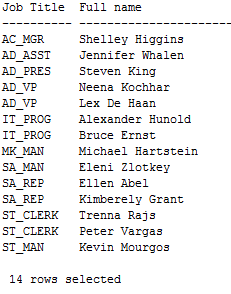 Job Title Full name
--------- --------------------
AC_MGR Shelley Higgins
AD_ASST Jennifer Whalen
AD_PRES Steven King
AD_VP Neena Kochhar
AD_VP Lex De Haan
IT_PROG Alexander Hunold
IT_PROG Bruce Ernst
MK_MAN Michael Hartstein
SA_MAN Eleni Zlotkey
SA_REP Ellen Abel
SA_REP Kimberely Grant
ST_CLERK Trenna Rajs
ST_CLERK Peter Vargas
ST_MAN Kevin Mourgos
14 rows selected